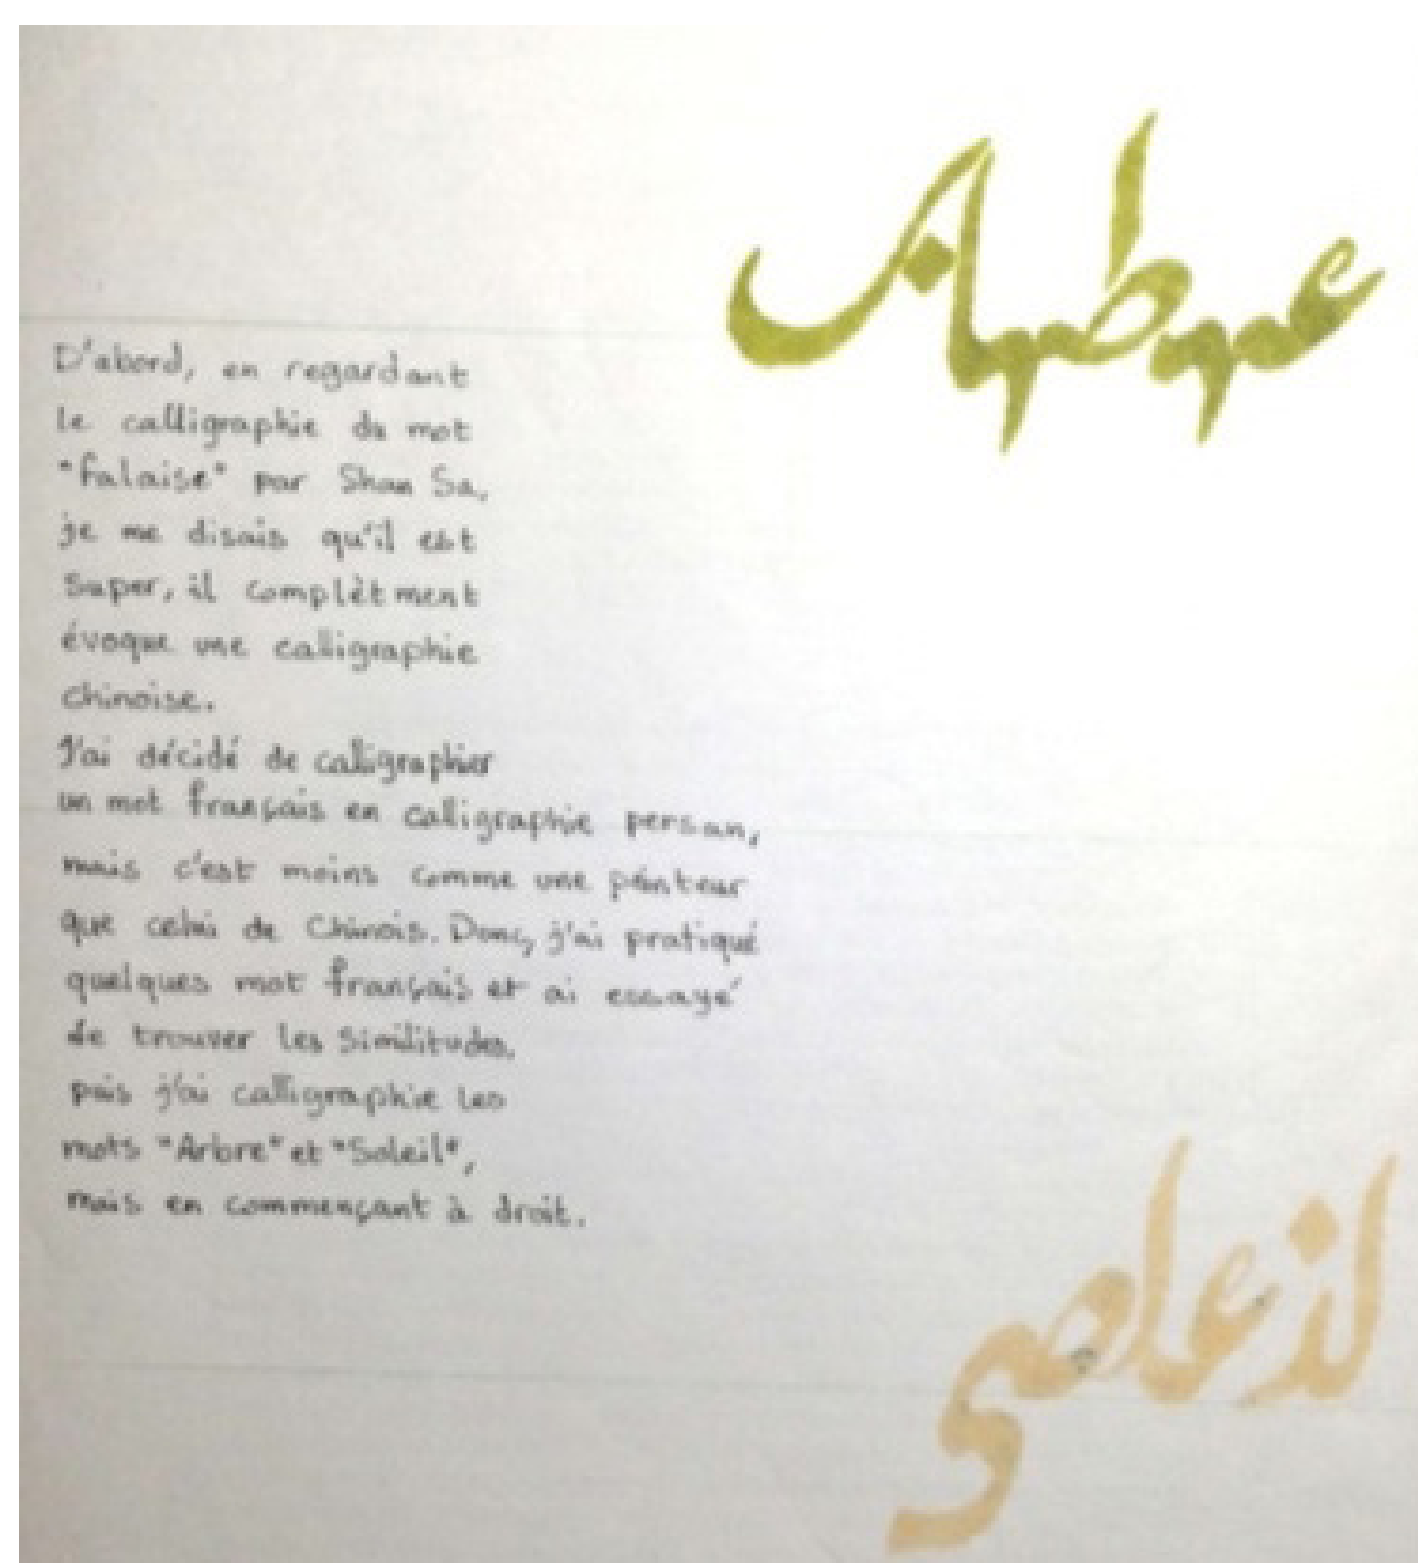 Arbre
D'abord, en regardant
le calligraphie du mot
"falaise" par Shan Sa,
je me disais qu'il est
super, il complètment
évoque une calligraphie
chinoise.
J'ai décidé de calligraphier
un mot français en calligraphie persan,
mais c'est moins comme une peinteur
que celui de Chinois. Donc, j'ai pratiqué
quelques mot français et ai essayé
de trouver les similitudes.
puis j'ai calligraphie les
mots "Arbre" et "Soleil",
mais en commençant à droit.
Soleil